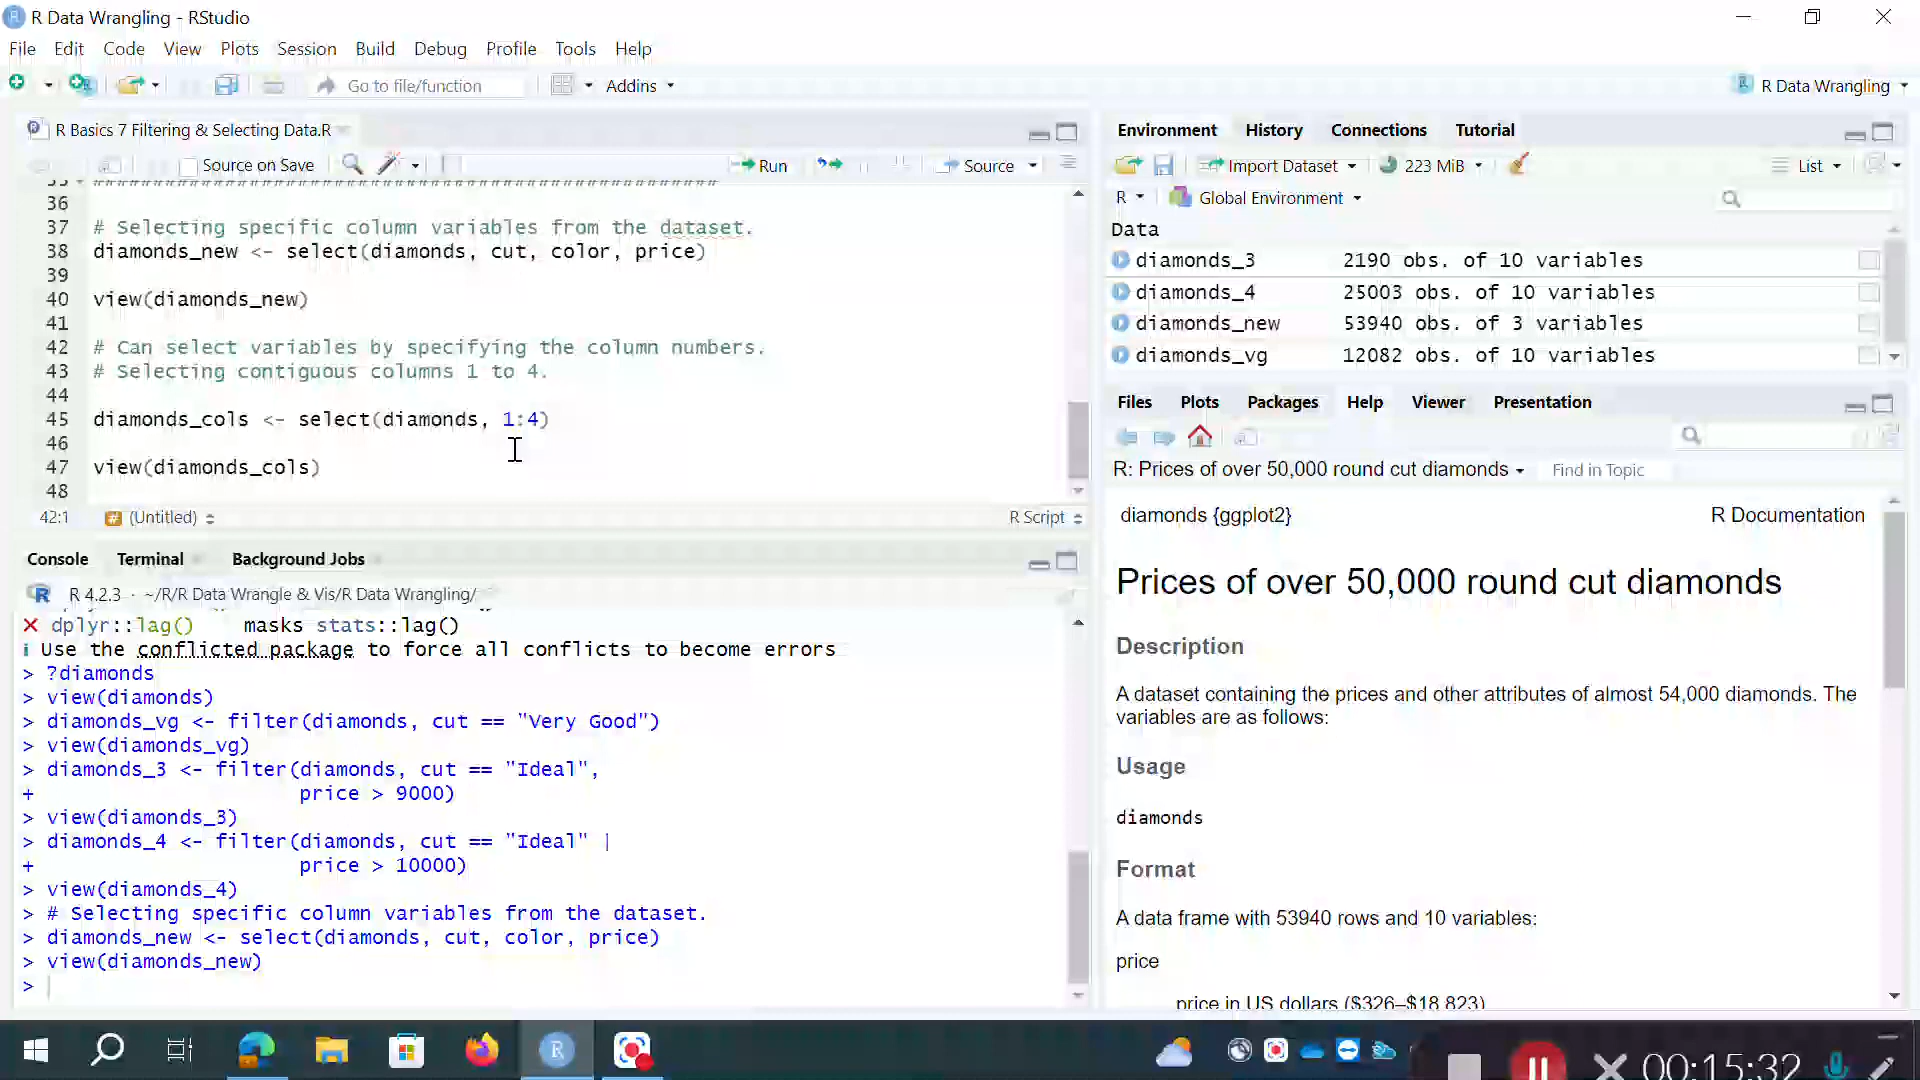 R Data Wrangling - RStudio
File Edit Code View Plots Session Build Debug Profile Tools Help
Go to file/function Addins R Data Wrangling
R Basics 7 Filtering & Selecting Data.R
Source on Save Run Source
35 ####################################################
36
37 # Selecting specific column variables from the dataset.
38 diamonds_new <- select(diamonds, cut, color, price)
39
40 view(diamonds_new)
41
42 # Can select variables by specifying the column numbers.
43 # Selecting contiguous columns 1 to 4.
44
45 diamonds_cols <- select(diamonds, 1:4)
46
47 view(diamonds_cols)
48
42:1 (Untitled) R Script
Console Terminal Background Jobs
R 4.2.3 · ~/R/R Data Wrangle & Vis/R Data Wrangling/
✖ dplyr::lag() masks stats::lag()
ℹ Use the conflicted package to force all conflicts to become errors
> ?diamonds
> view(diamonds)
> diamonds_vg <- filter(diamonds, cut == "Very Good")
> view(diamonds_vg)
> diamonds_3 <- filter(diamonds, cut == "Ideal",
+ price > 9000)
> view(diamonds_3)
> diamonds_4 <- filter(diamonds, cut == "Ideal" |
+ price > 10000)
> view(diamonds_4)
> # Selecting specific column variables from the dataset.
> diamonds_new <- select(diamonds, cut, color, price)
> view(diamonds_new)
>
Environment History Connections Tutorial
Import Dataset 223 MiB List
R Global Environment
Data
diamonds_3 2190 obs. of 10 variables
diamonds_4 25003 obs. of 10 variables
diamonds_new 53940 obs. of 3 variables
diamonds_vg 12082 obs. of 10 variables
Files Plots Packages Help Viewer Presentation
R: Prices of over 50,000 round cut diamonds Find in Topic
diamonds {ggplot2} R Documentation
Prices of over 50,000 round cut diamonds
Description
A dataset containing the prices and other attributes of almost 54,000 diamonds. The
variables are as follows:
Usage
diamonds
Format
A data frame with 53940 rows and 10 variables:
price
price in US dollars ($326–$18,823)
00:15:32